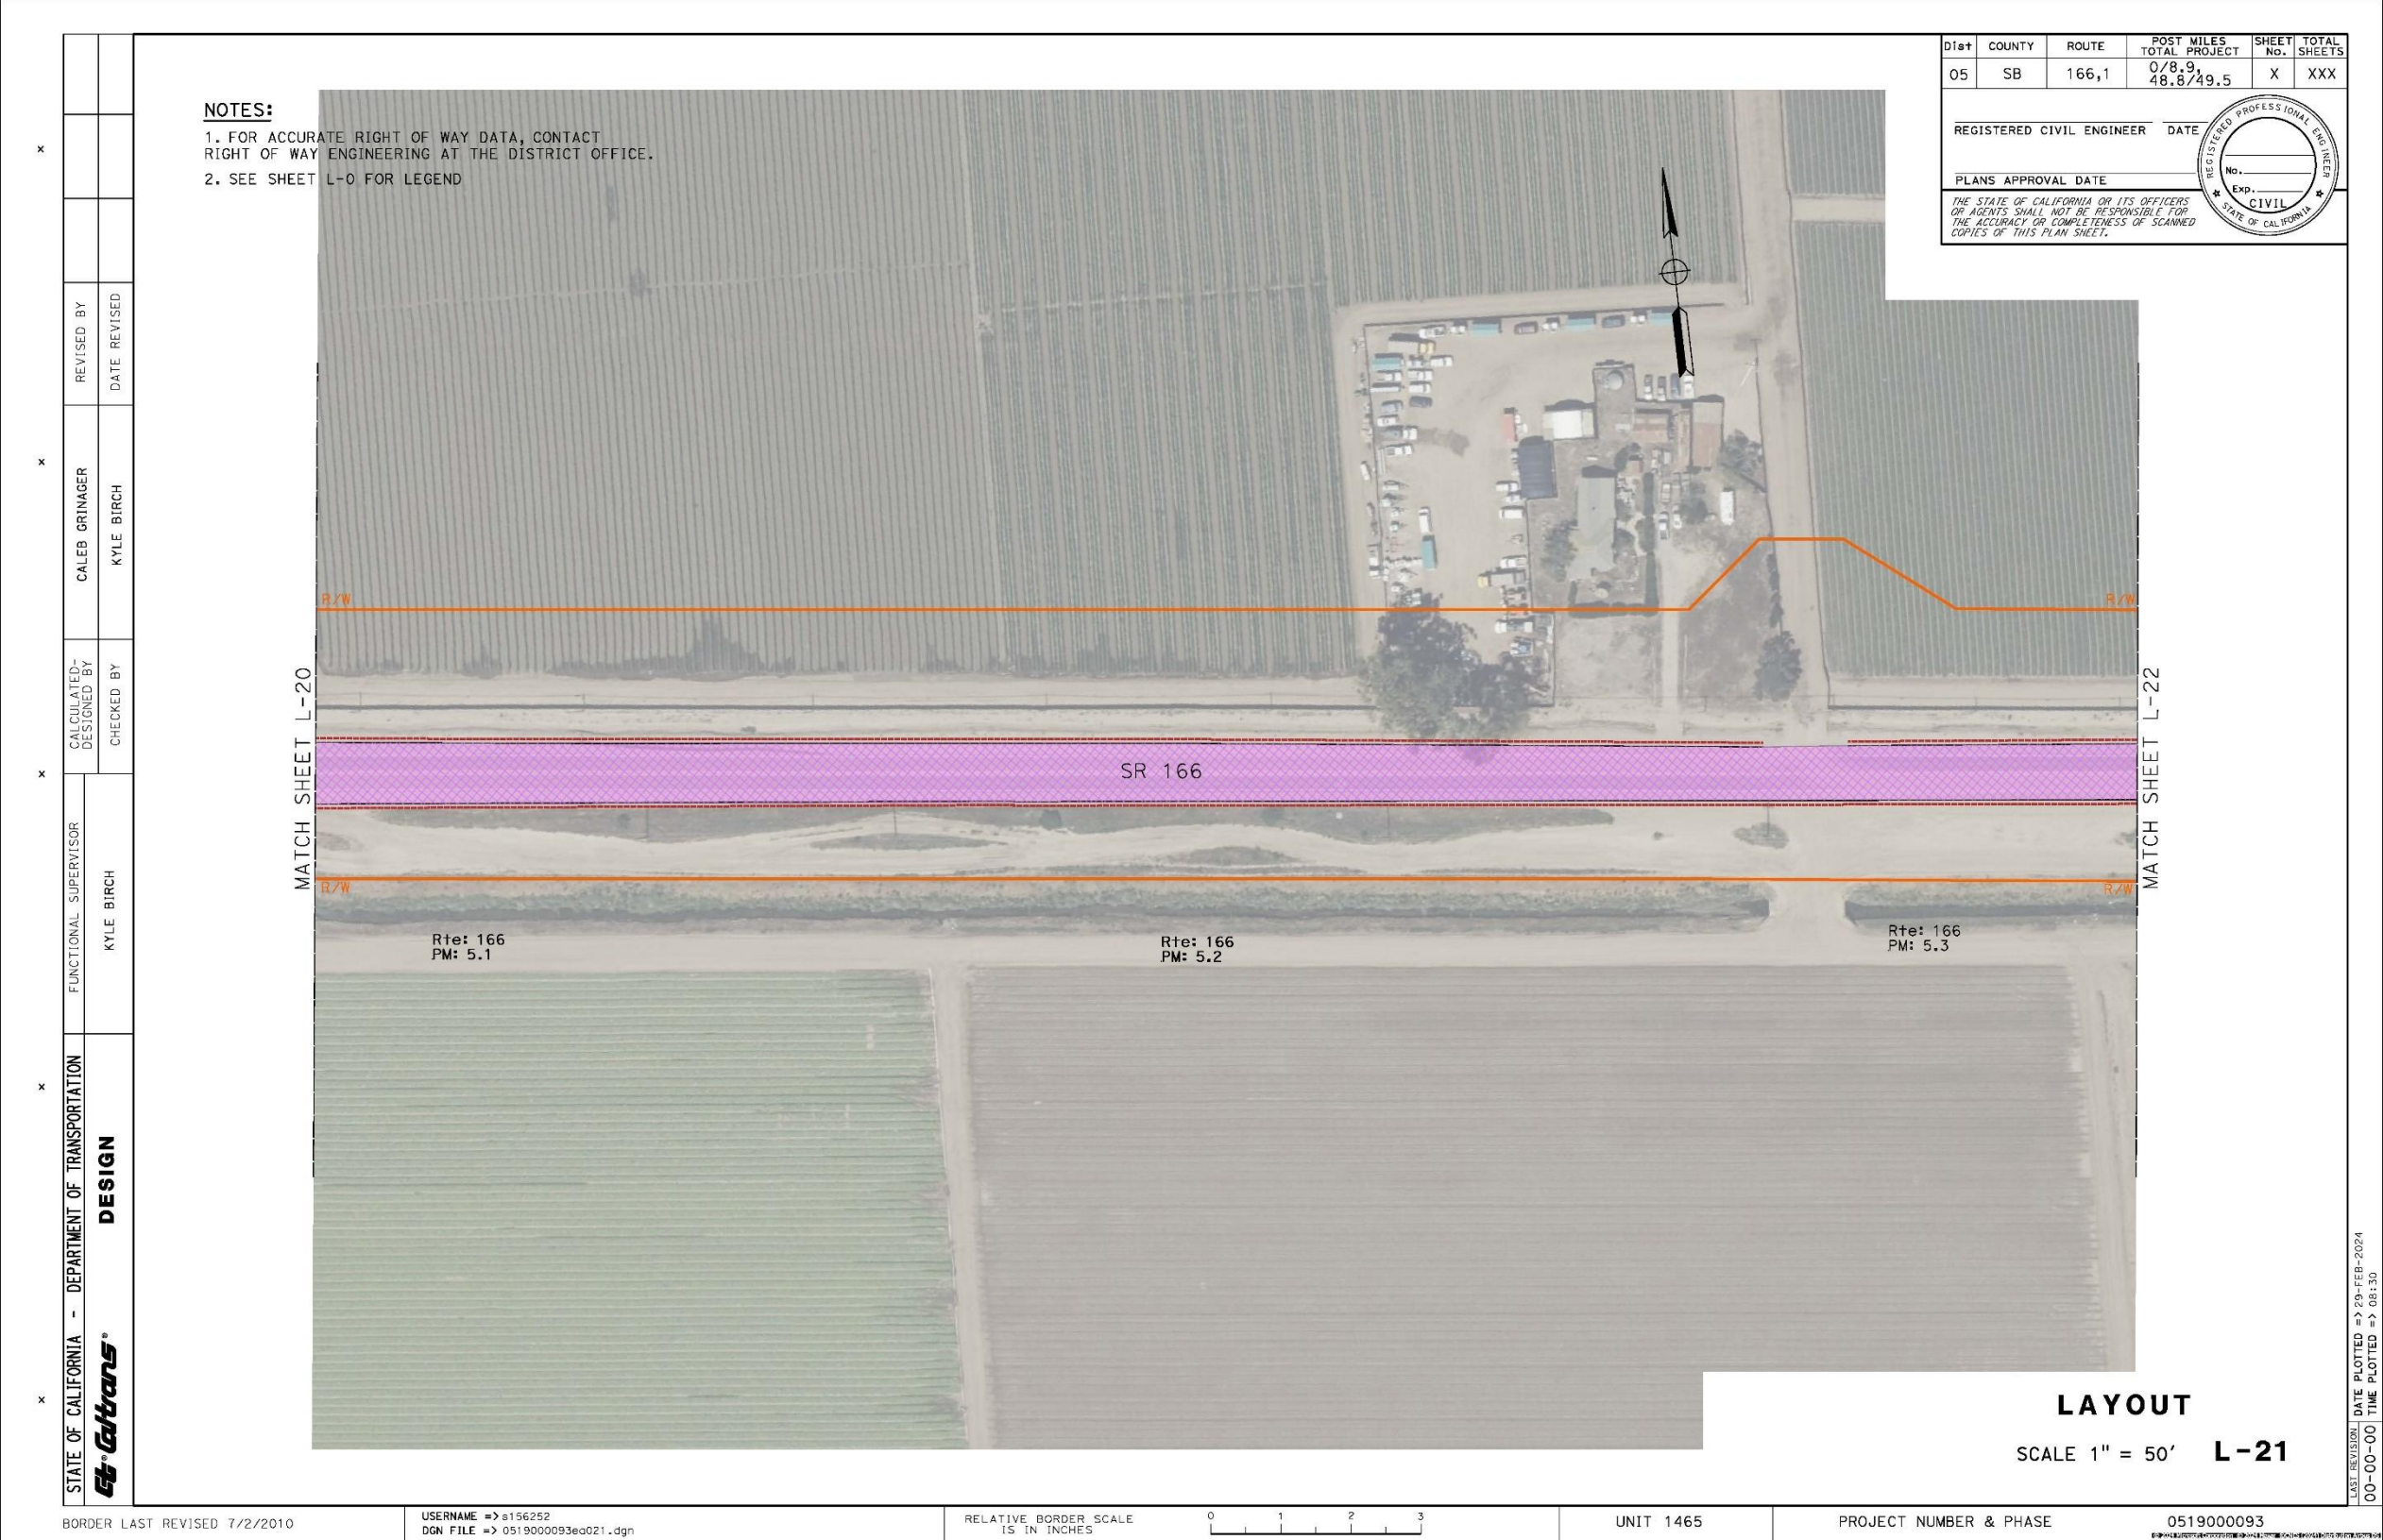 Dist COUNTY ROUTE POST MILES TOTAL PROJECT SHEET No. TOTAL SHEETS
05 SB 166,1 0/8.9, 48.8/49.5 X XXX
REGISTERED CIVIL ENGINEER DATE
PLANS APPROVAL DATE
THE STATE OF CALIFORNIA OR ITS OFFICERS
OR AGENTS SHALL NOT BE RESPONSIBLE FOR
THE ACCURACY OR COMPLETENESS OF SCANNED
COPIES OF THIS PLAN SHEET.
REGISTERED PROFESSIONAL ENGINEER
No.
Exp.
CIVIL
STATE OF CALIFORNIA
NOTES:
1. FOR ACCURATE RIGHT OF WAY DATA, CONTACT
RIGHT OF WAY ENGINEERING AT THE DISTRICT OFFICE.
2. SEE SHEET L-0 FOR LEGEND
REVISED BY
DATE REVISED
CALEB GRINAGER
KYLE BIRCH
CALCULATED-
DESIGNED BY
CHECKED BY
FUNCTIONAL SUPERVISOR
KYLE BIRCH
STATE OF CALIFORNIA - DEPARTMENT OF TRANSPORTATION
DESIGN
Caltrans
R/W
R/W
MATCH SHEET L-20
SR 166
MATCH SHEET L-22
R/W
R/W
Rte: 166
PM: 5.1
Rte: 166
PM: 5.2
Rte: 166
PM: 5.3
LAYOUT
SCALE 1" = 50' L-21
DATE PLOTTED => 29-FEB-2024
TIME PLOTTED => 08:30
LAST REVISION
00-00-00
BORDER LAST REVISED 7/2/2010
USERNAME => s156252
DGN FILE => 0519000093ea021.dgn
RELATIVE BORDER SCALE
IS IN INCHES
0 1 2 3
UNIT 1465
PROJECT NUMBER & PHASE
0519000093